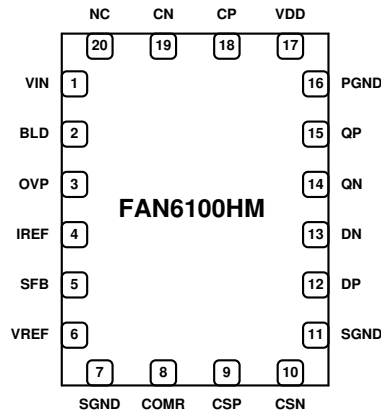 NC CN CP VDD
20 19 18 17
VIN 1 16 PGND
BLD 2 15 QP
OVP 3 14 QN
FAN6100HM
IREF 4 13 DN
SFB 5 12 DP
VREF 6 11 SGND
7 8 9 10
SGND COMR CSP CSN